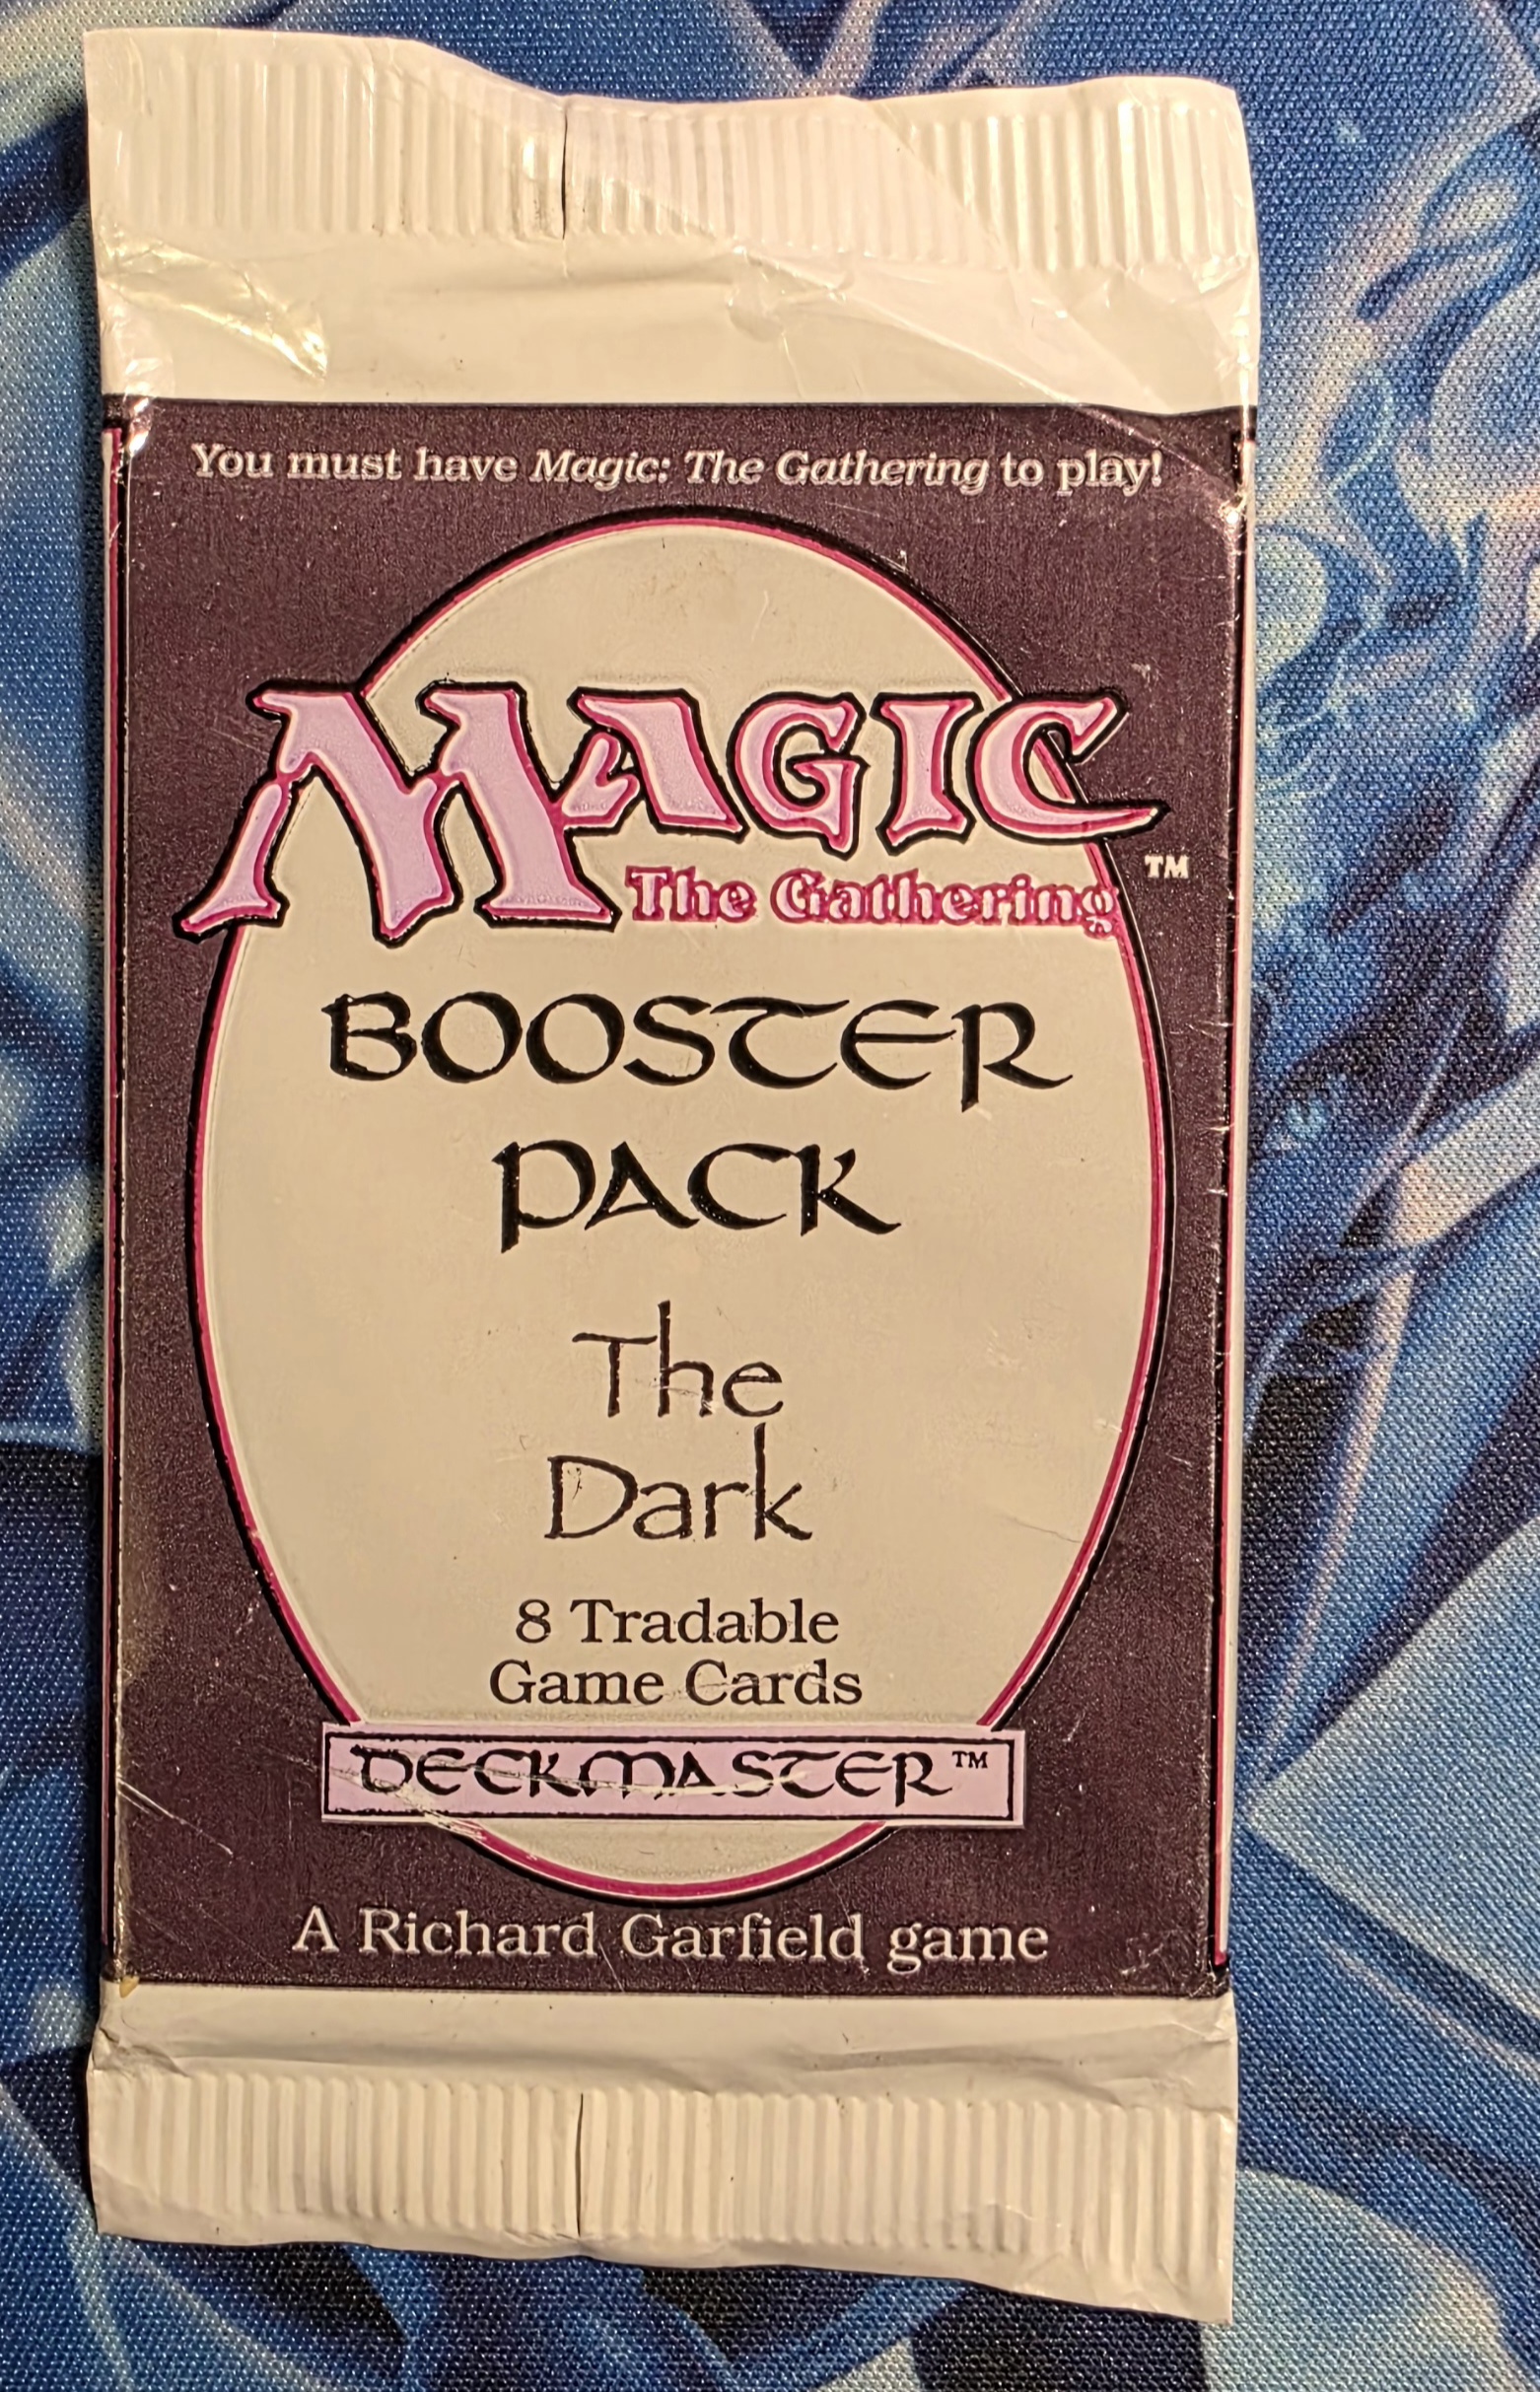 You must have Magic: The Gathering to play!
MAGIC
TM
The Gathering
BOOSTER
PACK
The
Dark
8 Tradable
Game Cards
DECKMASTER™
A Richard Garfield game